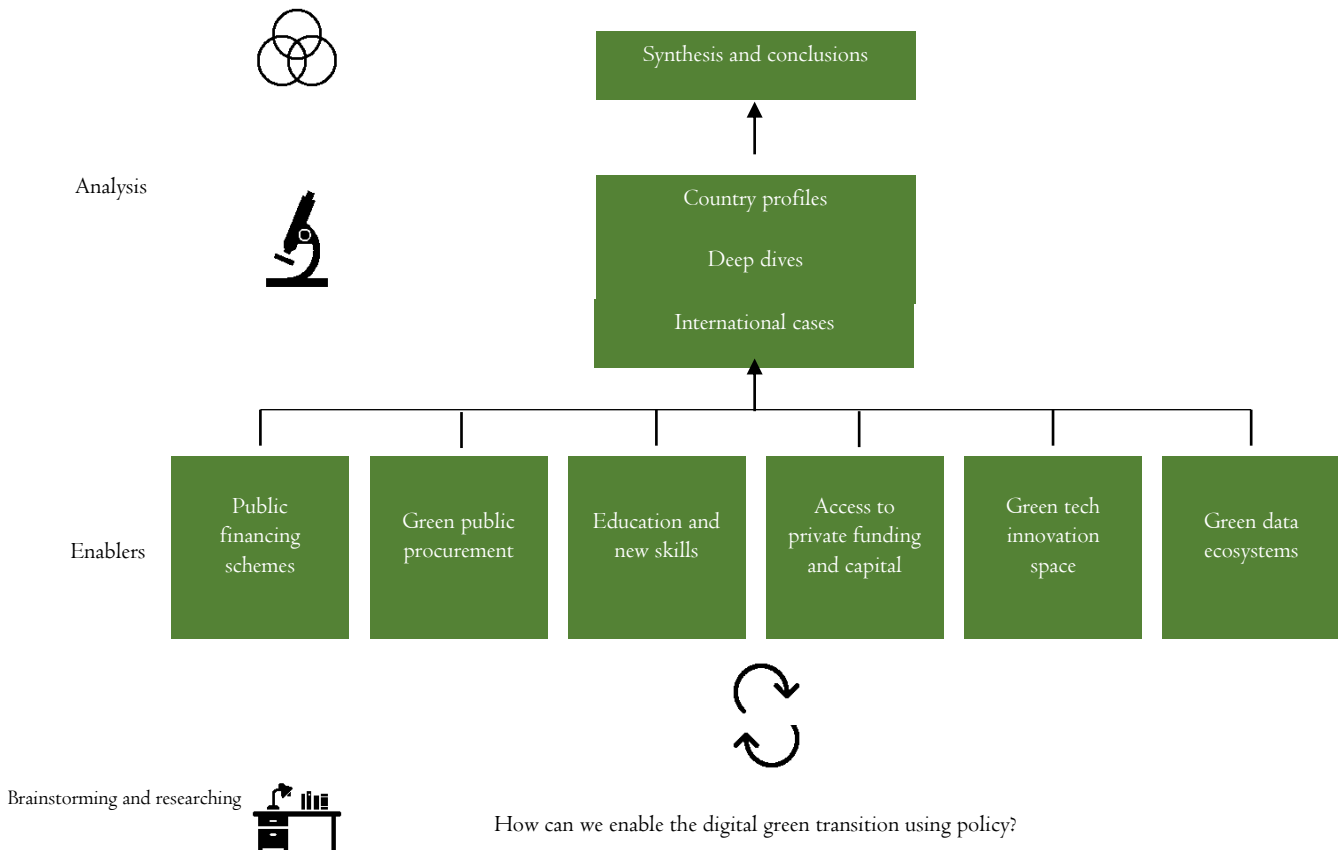 Synthesis and conclusions
Analysis
Country profiles
Deep dives
International cases
Enablers
Public
financing
schemes
Green public
procurement
Education and
new skills
Access to
private funding
and capital
Green tech
innovation
space
Green data
ecosystems
Brainstorming and researching
How can we enable the digital green transition using policy?